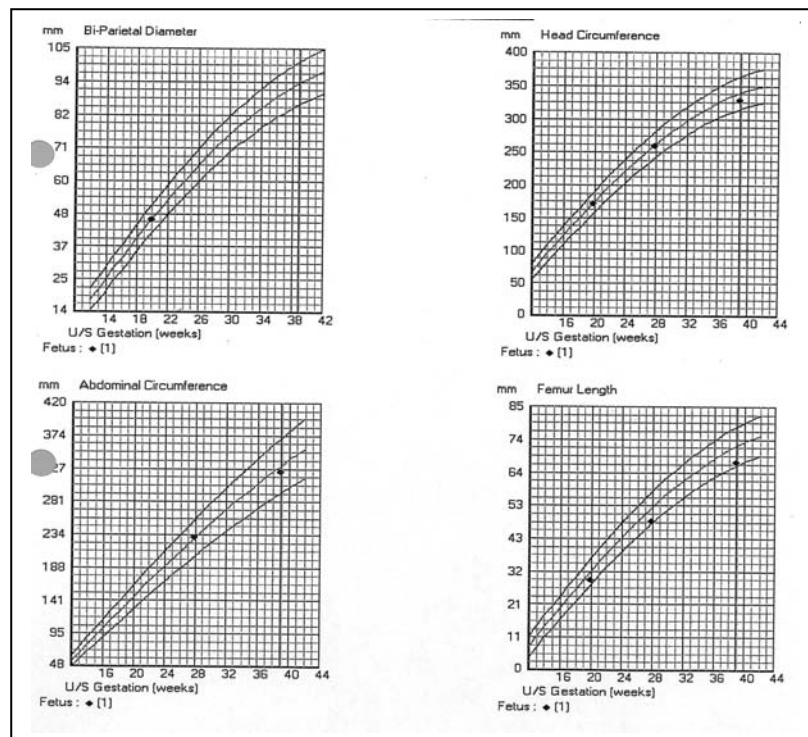 mm Bi-Parietal Diameter
105
94
82
71
60
48
37
25
14
14 18 22 26 30 34 38 42
U/S Gestation (weeks)
Fetus : ♦ [1]
mm Head Circumference
400
350
300
250
200
150
100
50
0
16 20 24 28 32 36 40 44
U/S Gestation (weeks)
Fetus : ♦ [1]
mm Abdominal Circumference
420
374
27
281
234
188
141
95
48
16 20 24 28 32 36 40 44
U/S Gestation (weeks)
Fetus : ♦ [1]
mm Femur Length
85
74
64
53
43
32
21
11
0
16 20 24 28 32 36 40 44
U/S Gestation (weeks)
Fetus : ♦ [1]